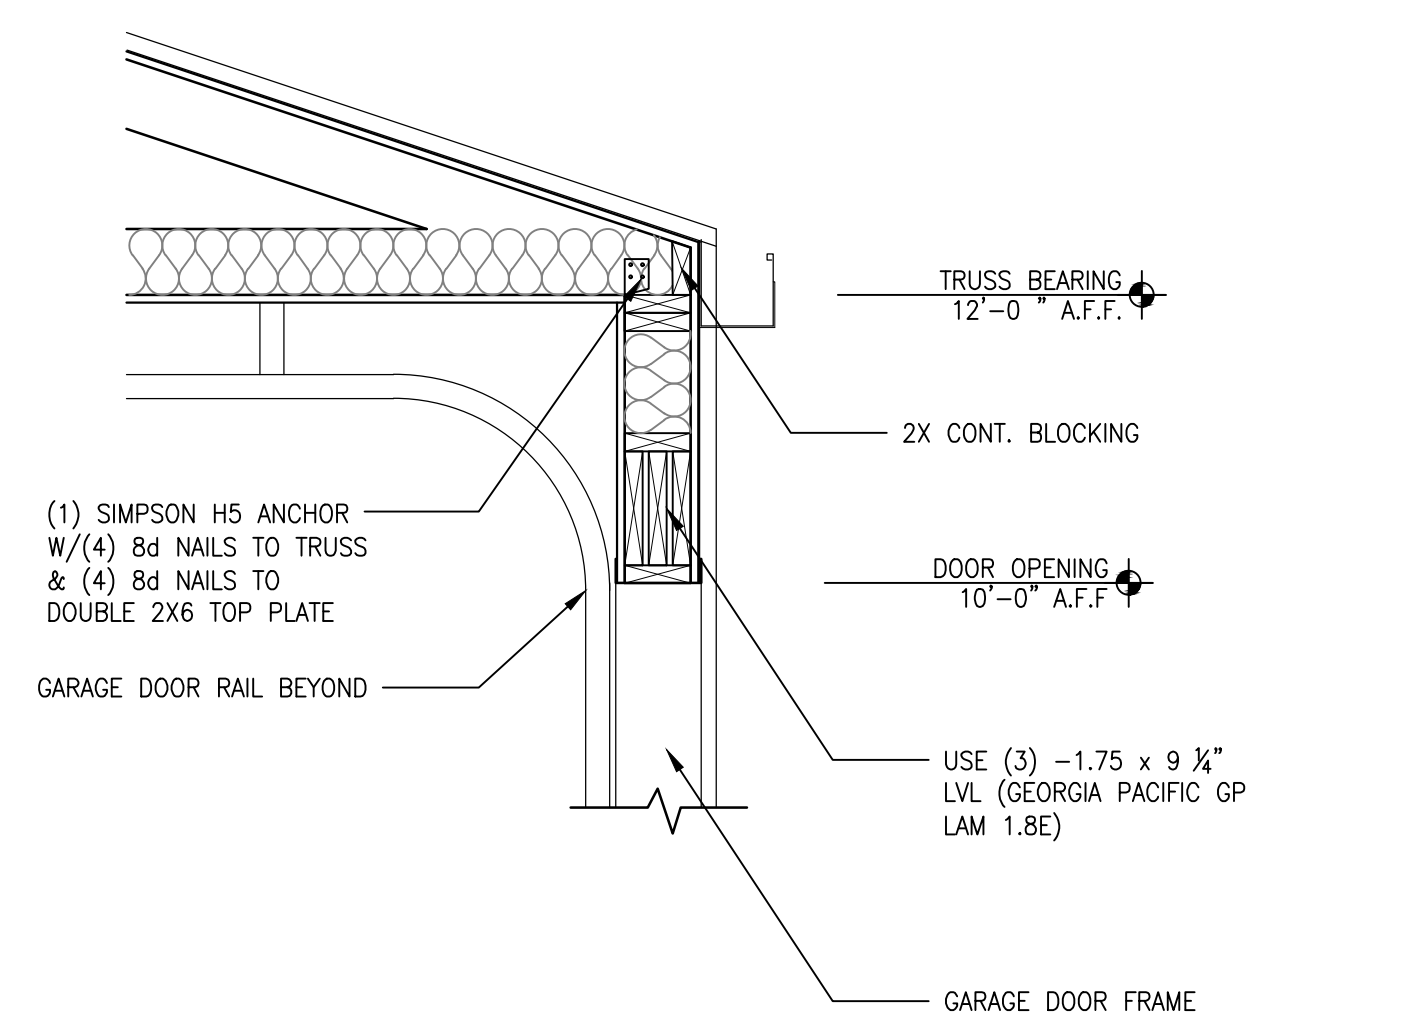 TRUSS BEARING
12'-0 " A.F.F.
2X CONT. BLOCKING
(1) SIMPSON H5 ANCHOR
W/(4) 8d NAILS TO TRUSS
& (4) 8d NAILS TO
DOUBLE 2X6 TOP PLATE
DOOR OPENING
10'-0" A.F.F
GARAGE DOOR RAIL BEYOND
USE (3) -1.75 x 9 ¼"
LVL (GEORGIA PACIFIC GP
LAM 1.8E)
GARAGE DOOR FRAME